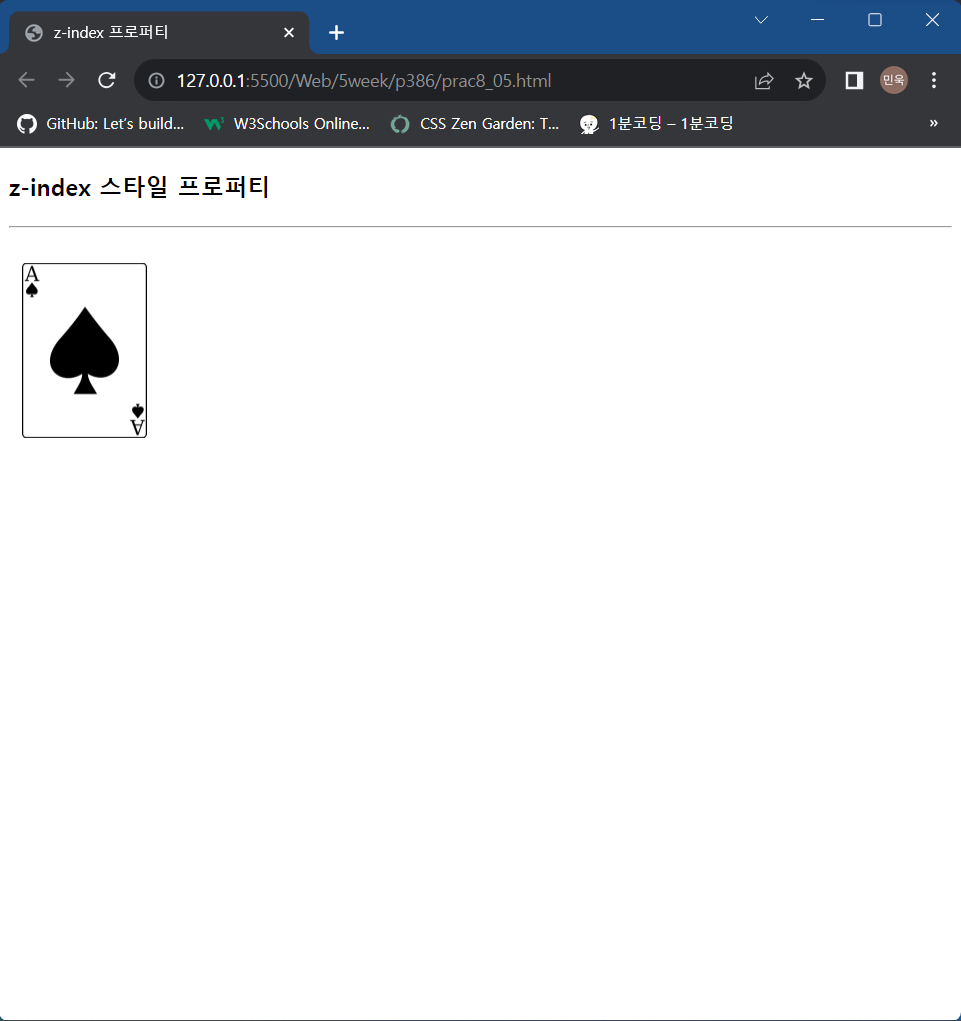 z-index 프로퍼티
127.0.0.1:5500/Web/5week/p386/prac8_05.html
민욱
GitHub: Let's build... W3Schools Online... CSS Zen Garden: T... 1분코딩 – 1분코딩 »
z-index 스타일 프로퍼티
A
A